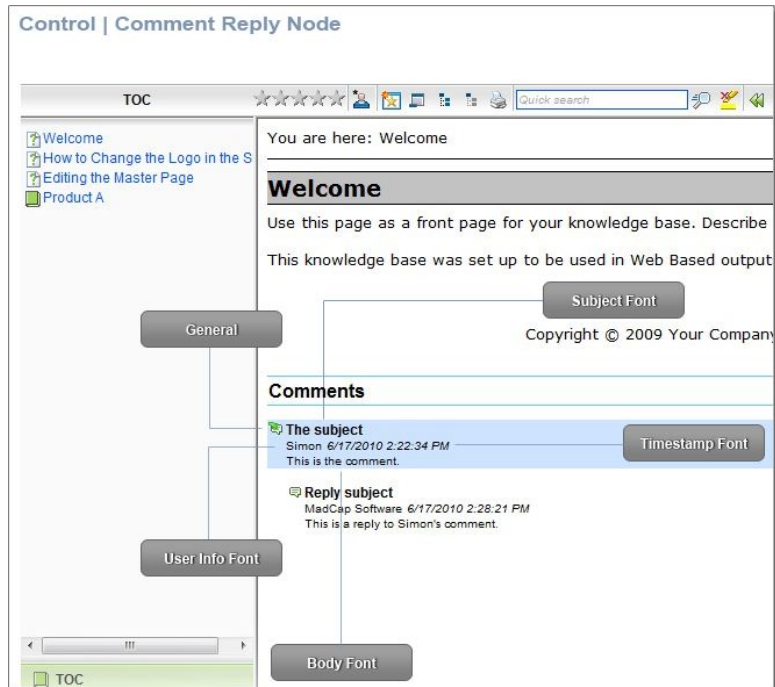 Control | Comment Reply Node
TOC
Quick search
Welcome
How to Change the Logo in the S
Editing the Master Page
Product A
You are here: Welcome
Welcome
Use this page as a front page for your knowledge base. Describe
This knowledge base was set up to be used in Web Based output
Subject Font
General
Copyright © 2009 Your Company
Comments
The subject
Simon 6/17/2010 2:22:34 PM
Timestamp Font
This is the comment.
Reply subject
MadCap Software 6/17/2010 2:28:21 PM
This is a reply to Simon's comment.
User Info Font
Body Font
TOC